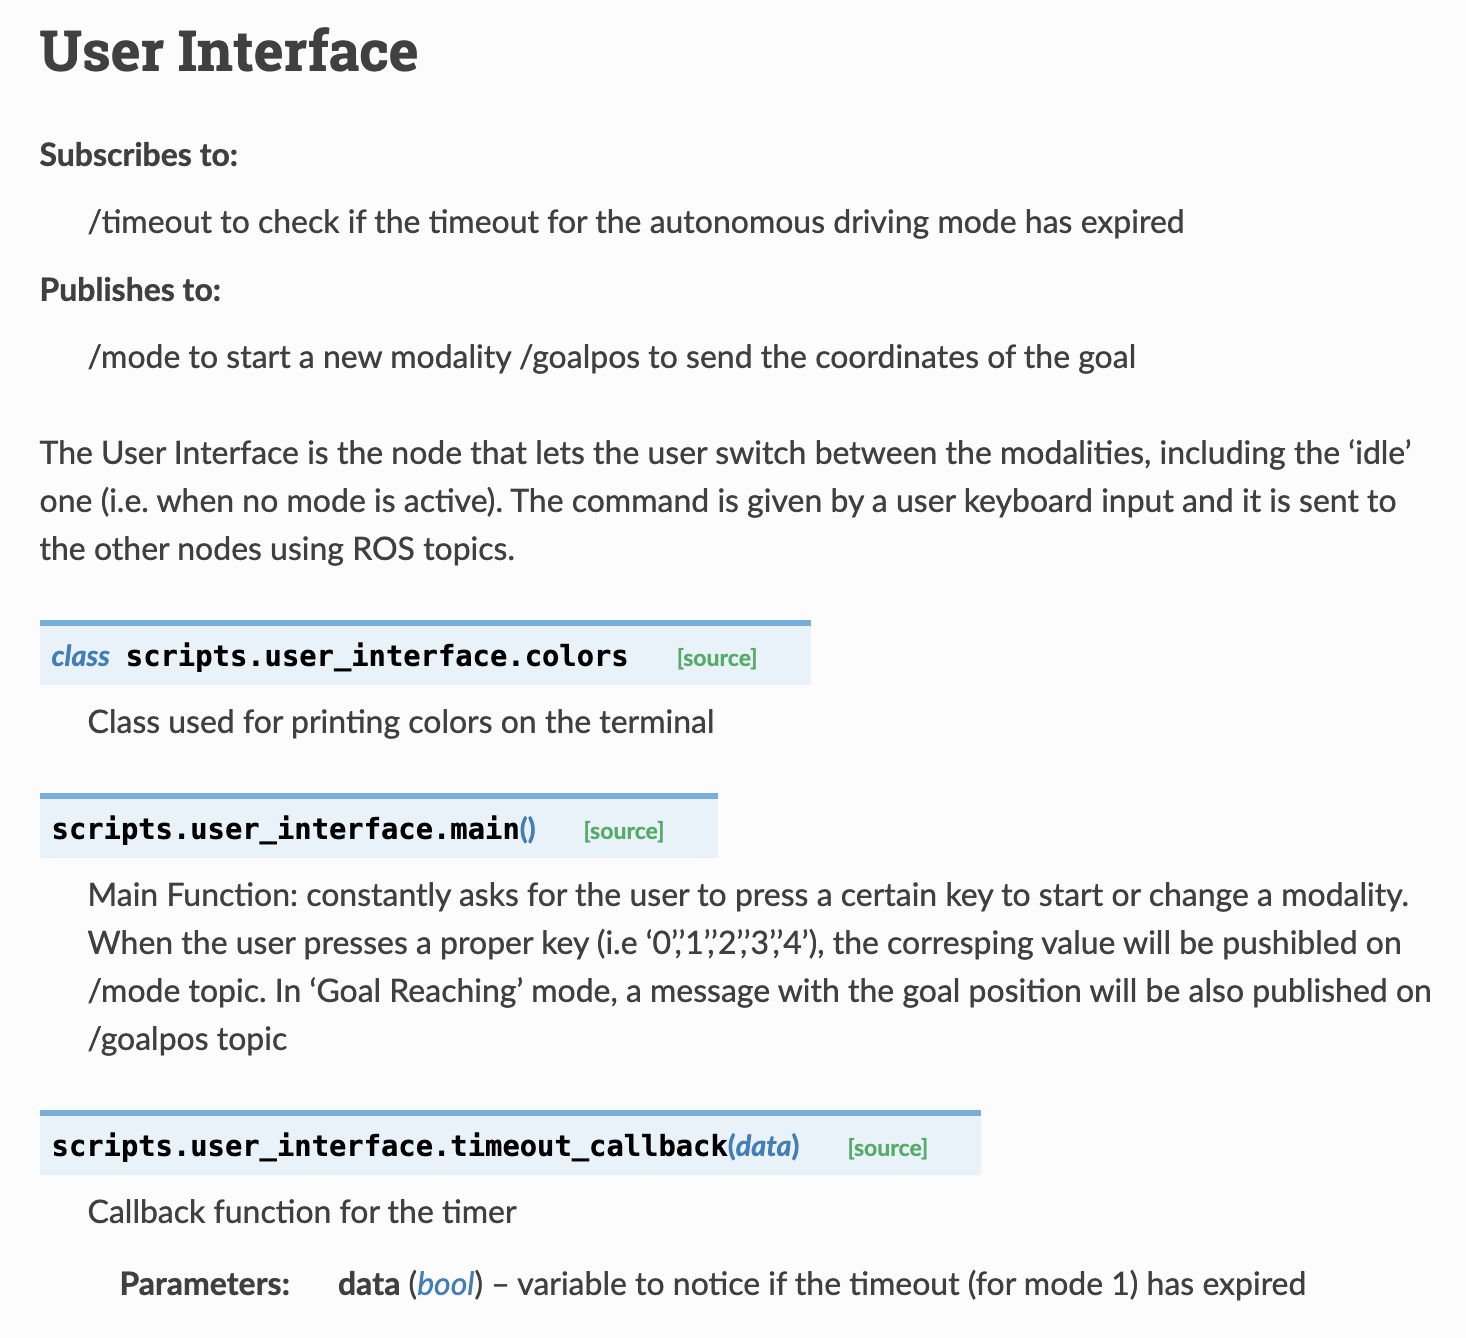 User Interface
Subscribes to:
/timeout to check if the timeout for the autonomous driving mode has expired
Publishes to:
/mode to start a new modality /goalpos to send the coordinates of the goal
The User Interface is the node that lets the user switch between the modalities, including the ‘idle’
one (i.e. when no mode is active). The command is given by a user keyboard input and it is sent to
the other nodes using ROS topics.
class scripts.user_interface.colors [source]
Class used for printing colors on the terminal
scripts.user_interface.main() [source]
Main Function: constantly asks for the user to press a certain key to start or change a modality.
When the user presses a proper key (i.e ‘0’,’1’,’2’,’3’,’4’), the corresping value will be pushibled on
/mode topic. In ‘Goal Reaching’ mode, a message with the goal position will be also published on
/goalpos topic
scripts.user_interface.timeout_callback(data) [source]
Callback function for the timer
Parameters: data (bool) – variable to notice if the timeout (for mode 1) has expired